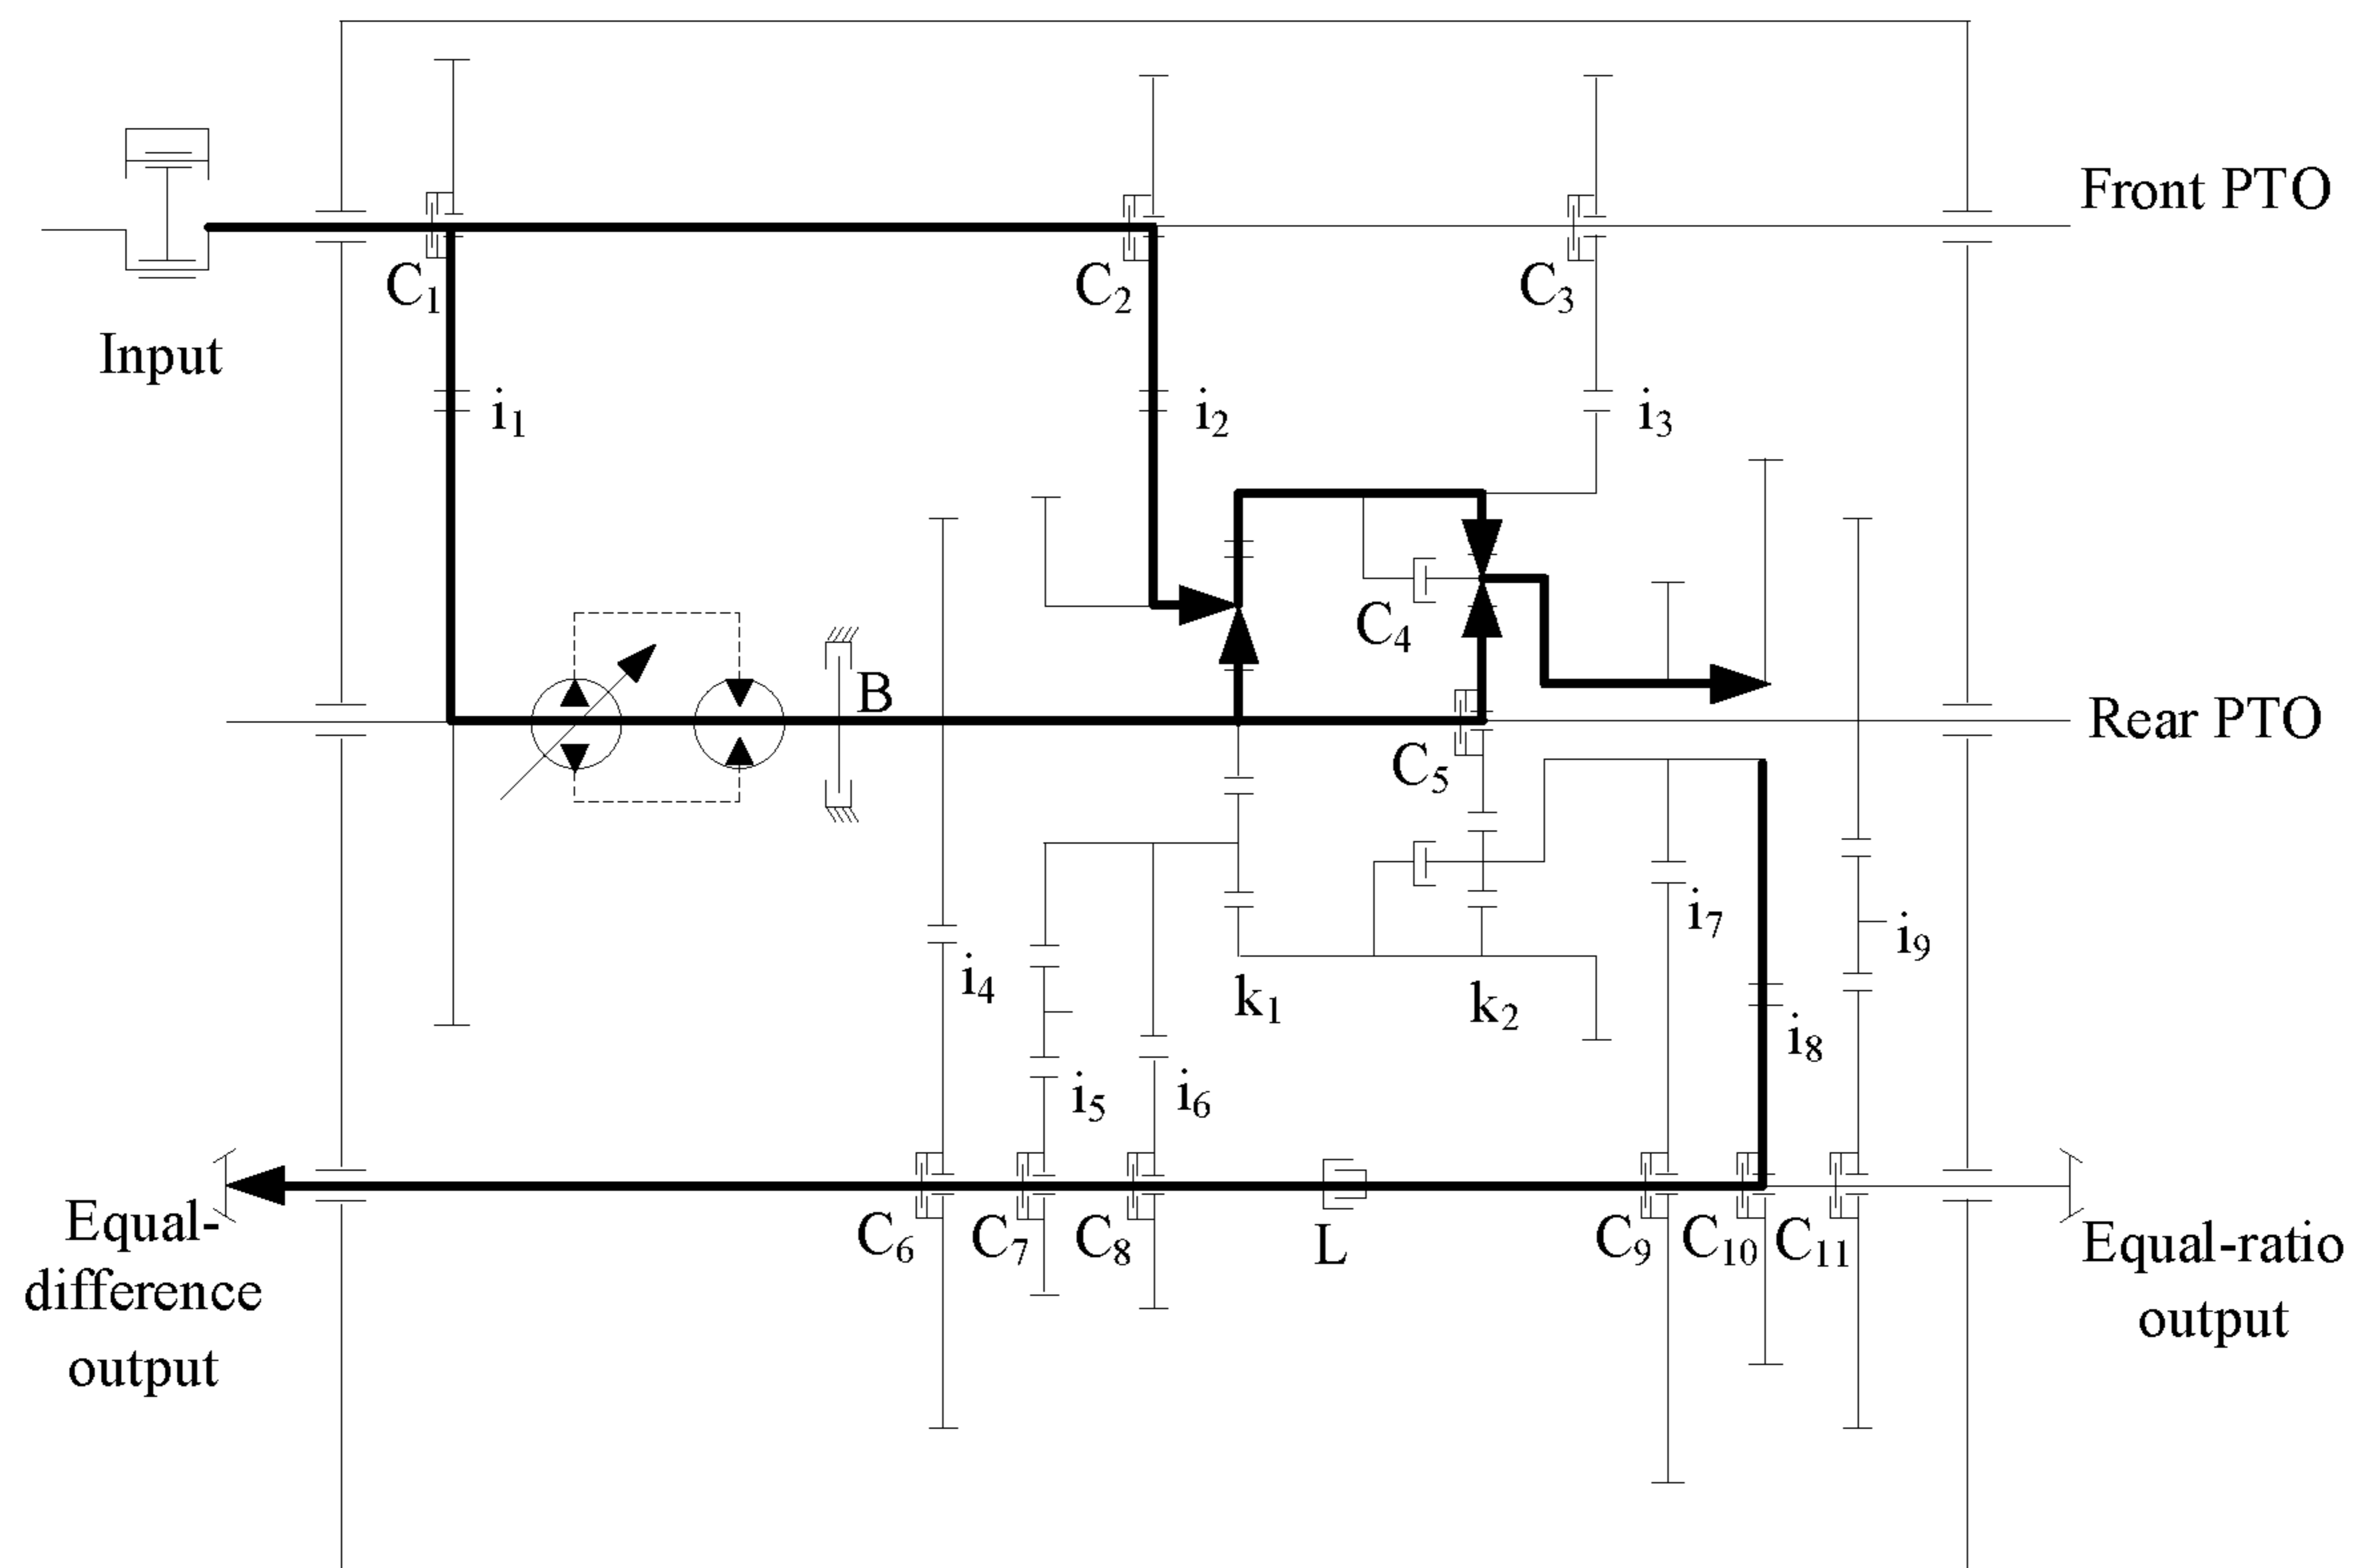 Front PTO
C₁
C₂
C₃
Input
i₁
i₂
i₃
C₄
B
Rear PTO
C₅
i₇
i₉
i₄
k₁
k₂
i₈
i₅
i₆
Equal-
difference
output
C₆
C₇
C₈
L
C₉
C₁₀
C₁₁
Equal-ratio
output